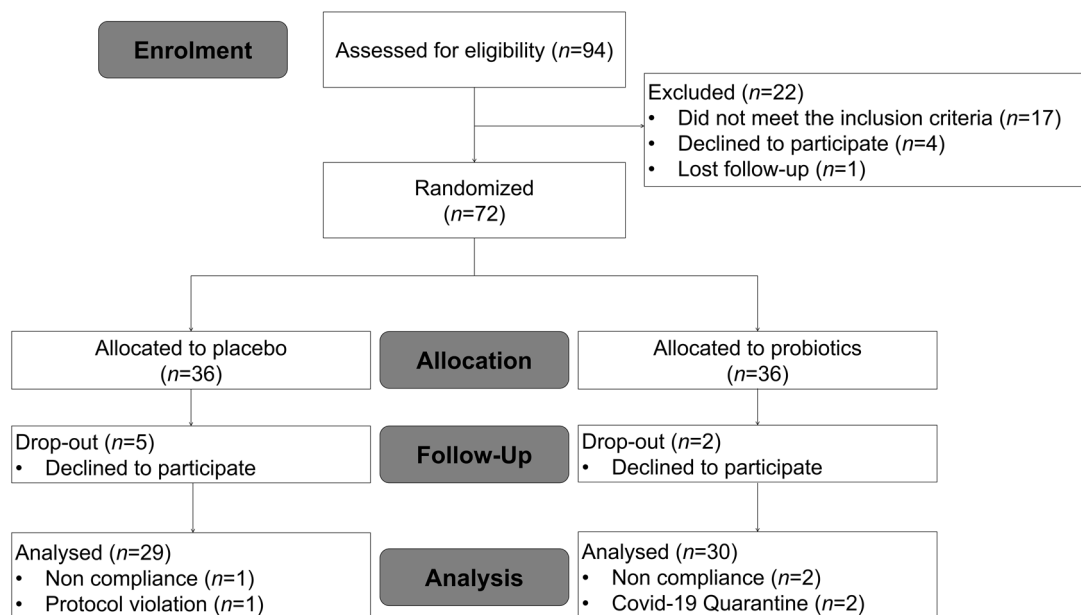 Enrolment
Assessed for eligibility (n=94)
Excluded (n=22)
• Did not meet the inclusion criteria (n=17)
• Declined to participate (n=4)
• Lost follow-up (n=1)
Randomized
(n=72)
Allocated to placebo
(n=36)
Allocation
Allocated to probiotics
(n=36)
Drop-out (n=5)
• Declined to participate
Follow-Up
Drop-out (n=2)
• Declined to participate
Analysed (n=29)
• Non compliance (n=1)
• Protocol violation (n=1)
Analysis
Analysed (n=30)
• Non compliance (n=2)
• Covid-19 Quarantine (n=2)